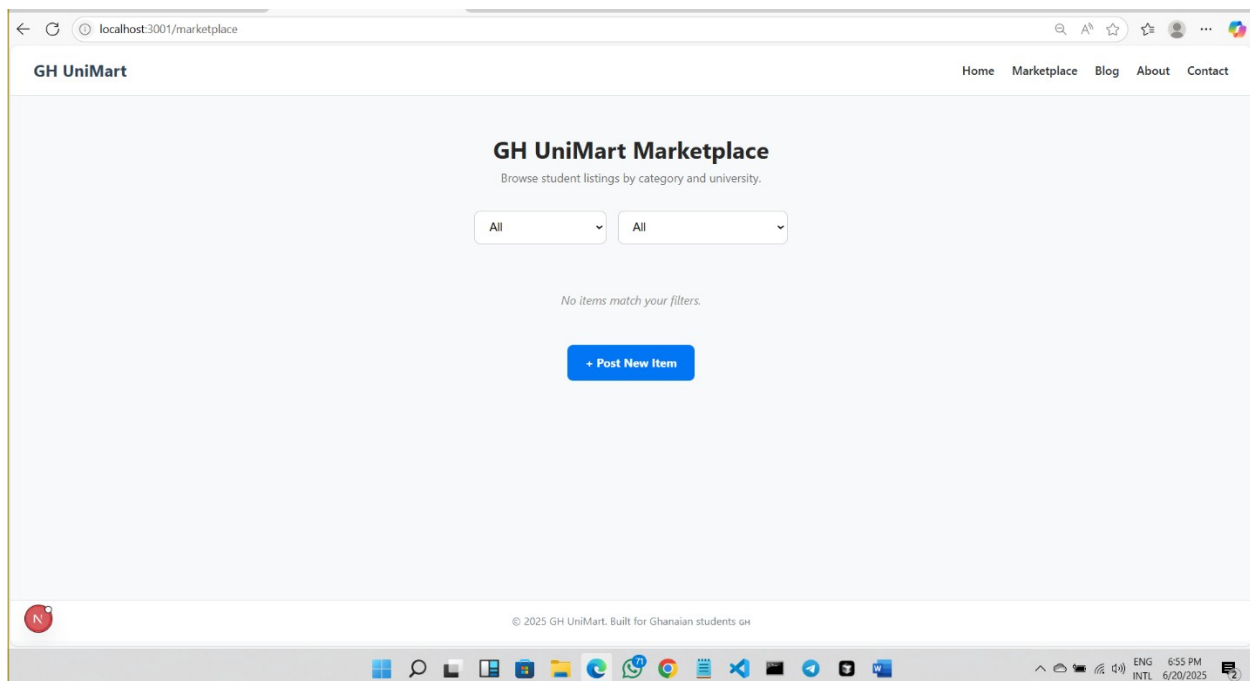 localhost:3001/marketplace
GH UniMart
Home Marketplace Blog About Contact
GH UniMart Marketplace
Browse student listings by category and university.
All All
No items match your filters.
+ Post New Item
N
© 2025 GH UniMart. Built for Ghanaian students GH
71
ENG 6:55 PM
INTL 6/20/2025
2